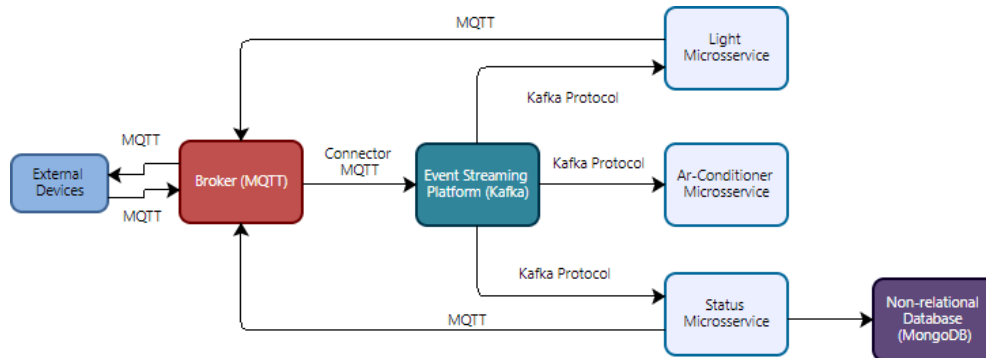 MQTT
Light
Microsservice
Kafka Protocol
MQTT
External
Devices
MQTT
Broker (MQTT)
Connector
MQTT
Event Streaming
Platform (Kafka)
Kafka Protocol
Ar-Conditioner
Microsservice
Kafka Protocol
MQTT
Status
Microsservice
Non-relational
Database
(MongoDB)